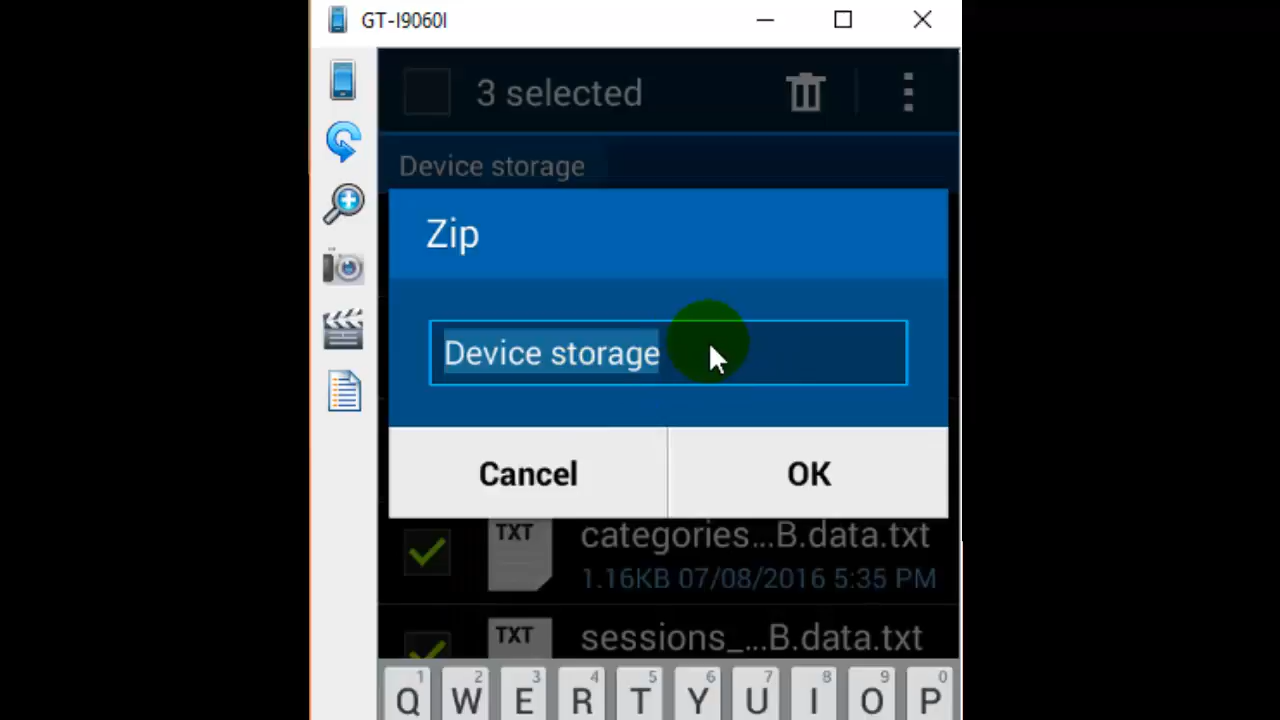 GT-I9060I
3 selected
Device storage
Zip
Device storage
Cancel
OK
TXT
categories...B.data.txt
1.16KB 07/08/2016 5:35 PM
TXT
sessions_...B.data.txt
1 2 3 4 5 6 7 8 9 0
Q W E R T Y U I O P